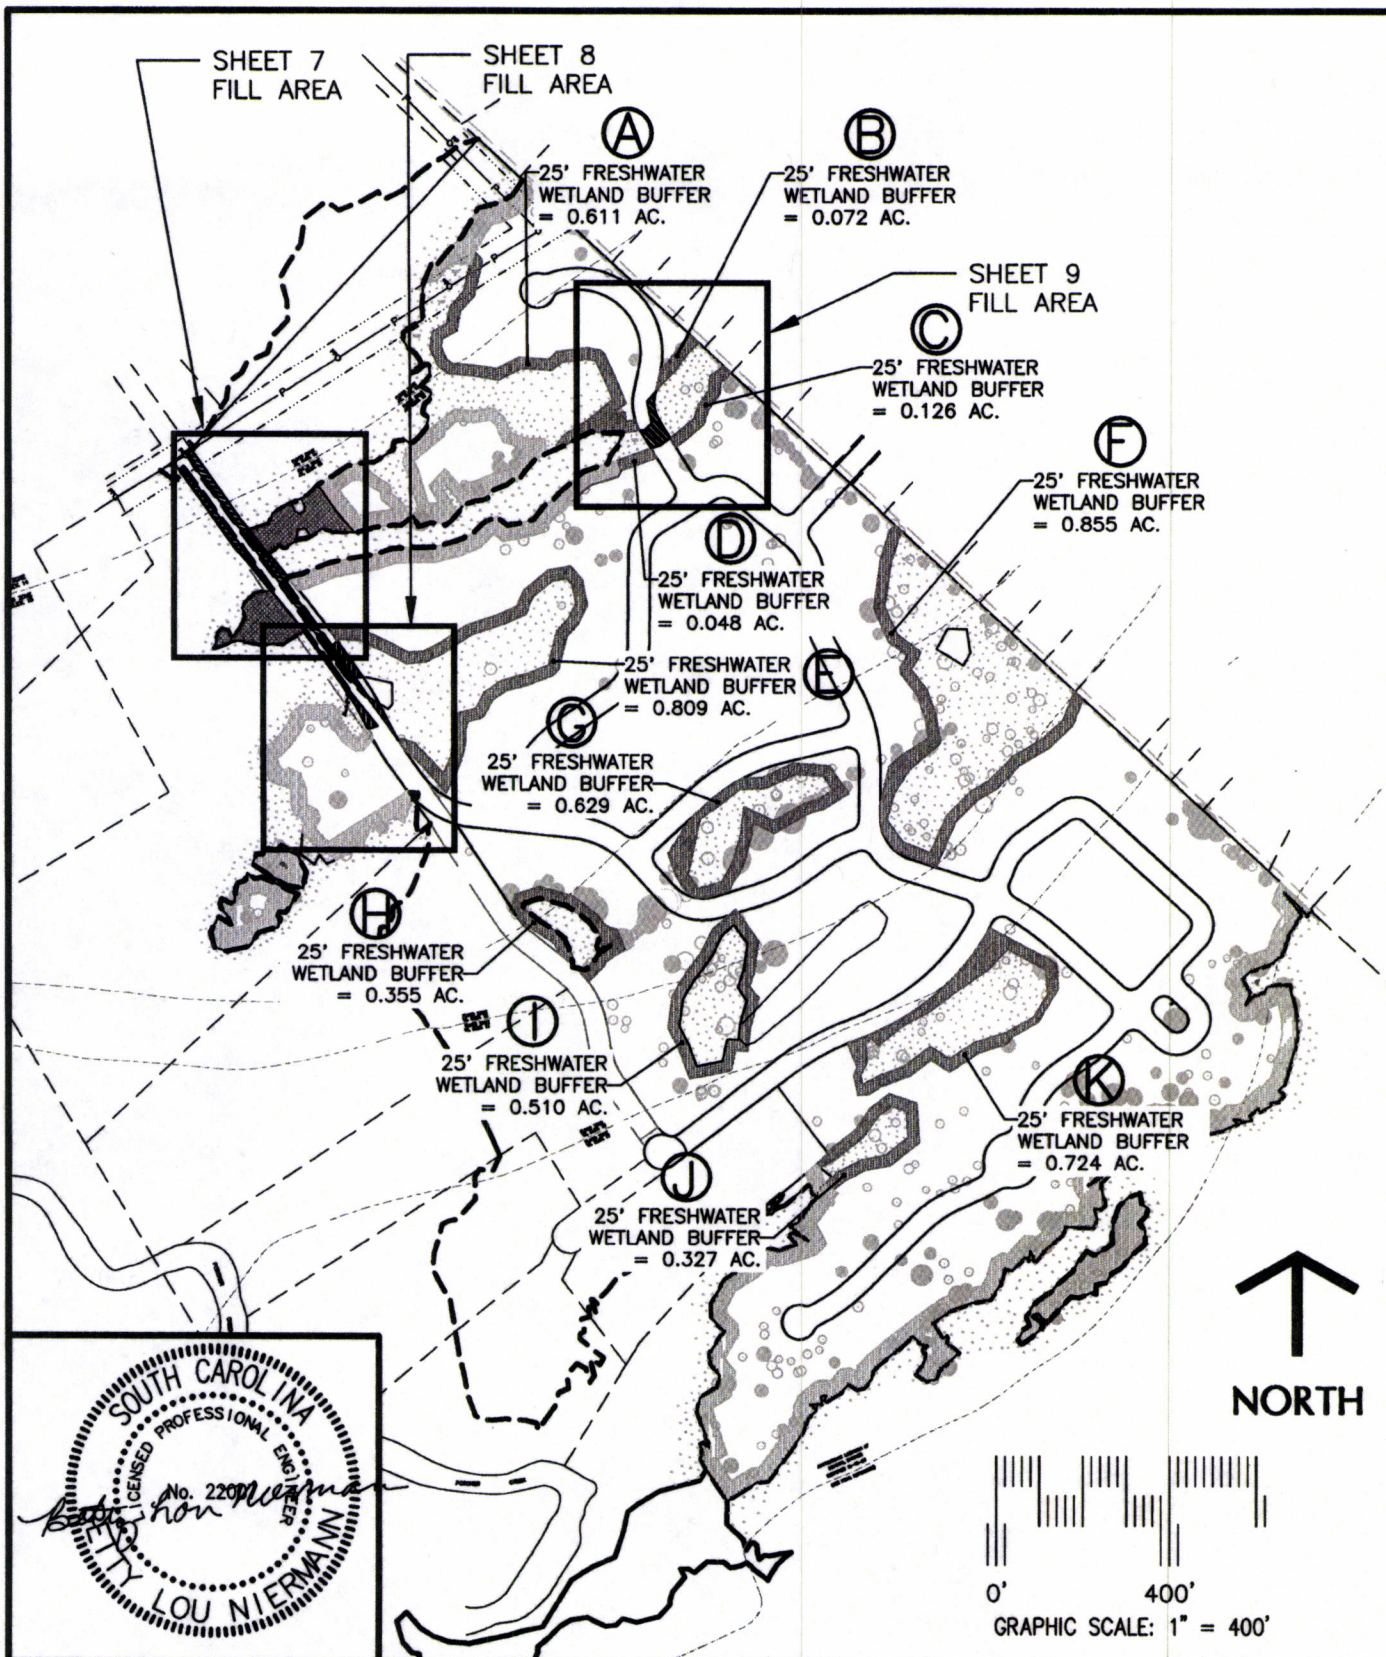 SHEET 7
FILL AREA
SHEET 8
FILL AREA
A
25' FRESHWATER
WETLAND BUFFER
= 0.611 AC.
B
25' FRESHWATER
WETLAND BUFFER
= 0.072 AC.
SHEET 9
FILL AREA
C
25' FRESHWATER
WETLAND BUFFER
= 0.126 AC.
F
25' FRESHWATER
WETLAND BUFFER
= 0.855 AC.
D
25' FRESHWATER
WETLAND BUFFER
= 0.048 AC.
E
25' FRESHWATER
WETLAND BUFFER
= 0.809 AC.
G
25' FRESHWATER
WETLAND BUFFER
= 0.629 AC.
H
25' FRESHWATER
WETLAND BUFFER
= 0.355 AC.
I
25' FRESHWATER
WETLAND BUFFER
= 0.510 AC.
K
25' FRESHWATER
WETLAND BUFFER
= 0.724 AC.
J
25' FRESHWATER
WETLAND BUFFER
= 0.327 AC.
NORTH
0' 400'
GRAPHIC SCALE: 1" = 400'
SOUTH CAROLINA
LICENSED PROFESSIONAL ENGINEER
No.
BETTY LOU NIERMANN
Betty Lou Niermann